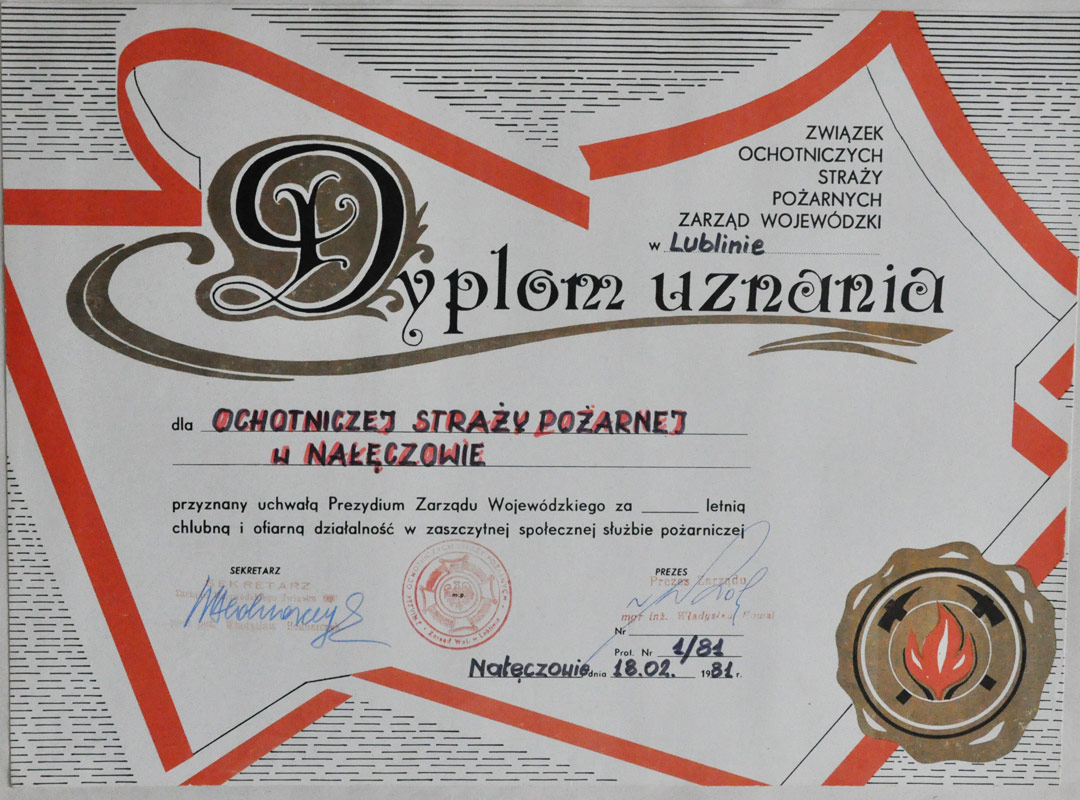 ZWIĄZEK
OCHOTNICZYCH
STRAŻY
POŻARNYCH
ZARZĄD WOJEWÓDZKI
w Lublinie
Dyplom uznania
dla OCHOTNICZEJ STRAŻY POŻARNEJ
w NAŁĘCZOWIE
przyznany uchwałą Prezydium Zarządu Wojewódzkiego za letnią
chlubną i ofiarną działalność w zaszczytnej społecznej służbie pożarniczej
SEKRETARZ
SEKRETARZ
m.p.
PREZES
Prezes Zarządu
mgr inż. Władysław
Nr
Prot. Nr 1/81
Nałęczowie dnia 18.02. 1981 r.